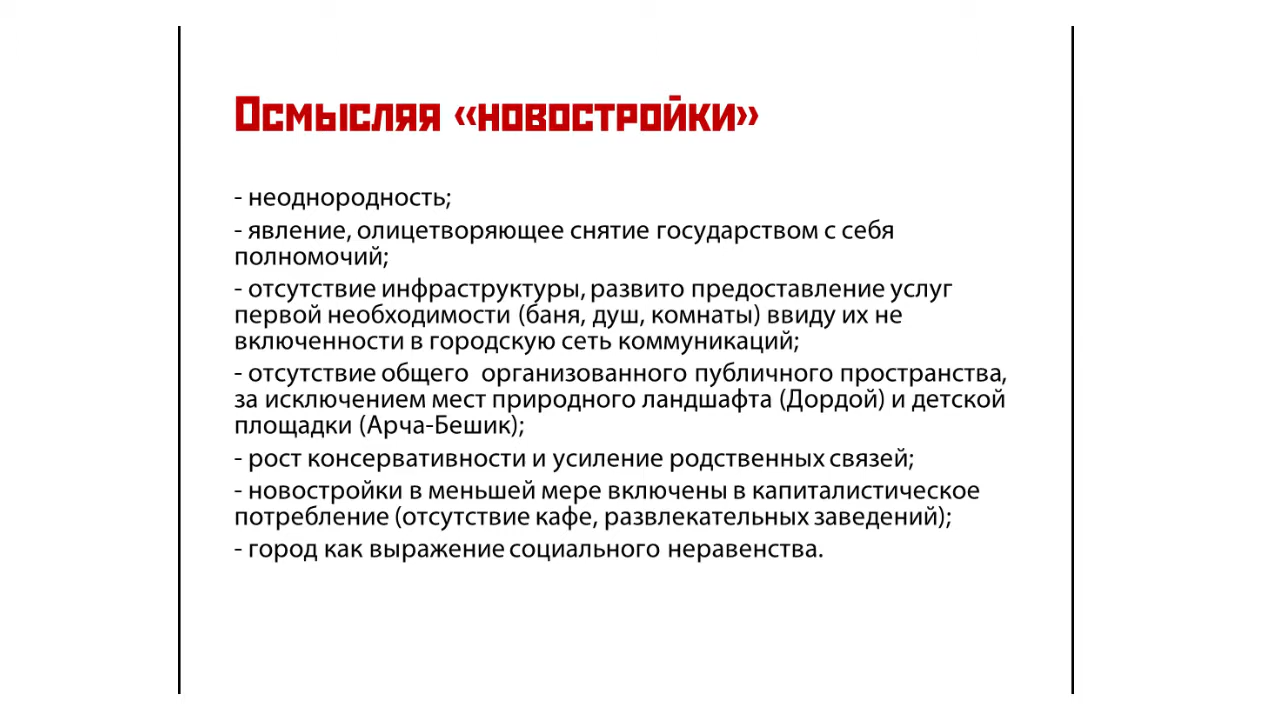 Осмысляя «новостройки»
- неоднородность;
- явление, олицетворяющее снятие государством с себя
полномочий;
- отсутствие инфраструктуры, развито предоставление услуг
первой необходимости (баня, душ, комнаты) ввиду их не
включенности в городскую сеть коммуникаций;
- отсутствие общего организованного публичного пространства,
за исключением мест природного ландшафта (Дордой) и детской
площадки (Арча-Бешик);
- рост консервативности и усиление родственных связей;
- новостройки в меньшей мере включены в капиталистическое
потребление (отсутствие кафе, развлекательных заведений);
- город как выражение социального неравенства.